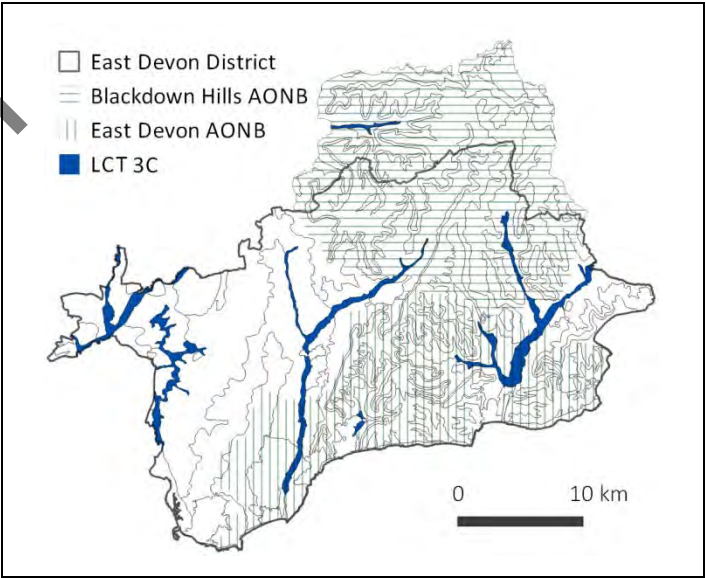 East Devon District
Blackdown Hills AONB
East Devon AONB
LCT 3C
0 10 km